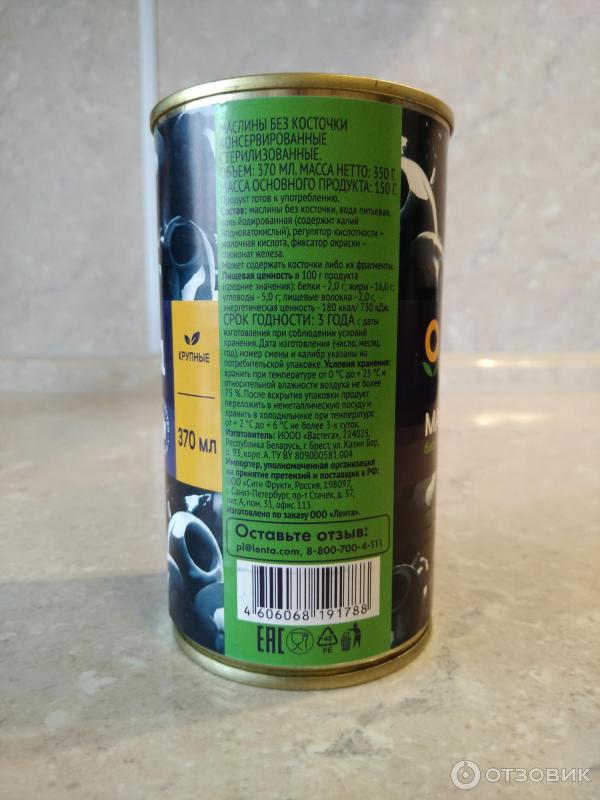 МАСЛИНЫ БЕЗ КОСТОЧКИ
КОНСЕРВИРОВАННЫЕ
СТЕРИЛИЗОВАННЫЕ.
ОБЪЕМ: 370 МЛ. МАССА НЕТТО: 350 Г.
МАССА ОСНОВНОГО ПРОДУКТА: 150 Г.
Продукт готов к употреблению.
Состав: маслины без косточки, вода питьевая,
соль йодированная (содержит калий
йодноватокислый), регулятор кислотности –
молочная кислота, фиксатор окраски –
глюконат железа.
Может содержать косточки либо их фрагменты.
Пищевая ценность в 100 г продукта
(средние значения): белки - 2,0 г; жиры -16,0 г;
углеводы - 5,0 г; пищевые волокна - 2,0 г,
энергетическая ценность - 180 ккал/ 730 кДж.
СРОК ГОДНОСТИ: 3 ГОДА с даты
изготовления при соблюдении условий
хранения. Дата изготовления (число, месяц,
год), номер смены и калибр указаны на
потребительской упаковке. Условия хранения:
хранить при температуре от 0 °С до + 25 °С и
относительной влажности воздуха не более
75 %. После вскрытия упаковки продукт
переложить в неметаллическую посуду и
хранить в холодильнике при температуре
от + 2 °С до + 6 °С не более 3-х суток.
Изготовитель: ИООО «Вастега», 224025,
Республика Беларусь, г. Брест, ул. Катин Бор,
д. 93, корп. А. ТУ BY 809000581.004
Импортер, уполномоченная организация
на принятие претензий и поставщик в РФ:
ООО «Сити Фрукт», Россия, 198097,
г. Санкт-Петербург, пр-т Стачек, д. 37,
лит.А, пом. 31, офис 113.
Изготовлено по заказу ООО «Лента».
Оставьте отзыв:
pl@lenta.com, 8-800-700-4-111
4 606068 191788
EAC
40
FE
КРУПНЫЕ
370 МЛ
О
М
ОТЗОВИК